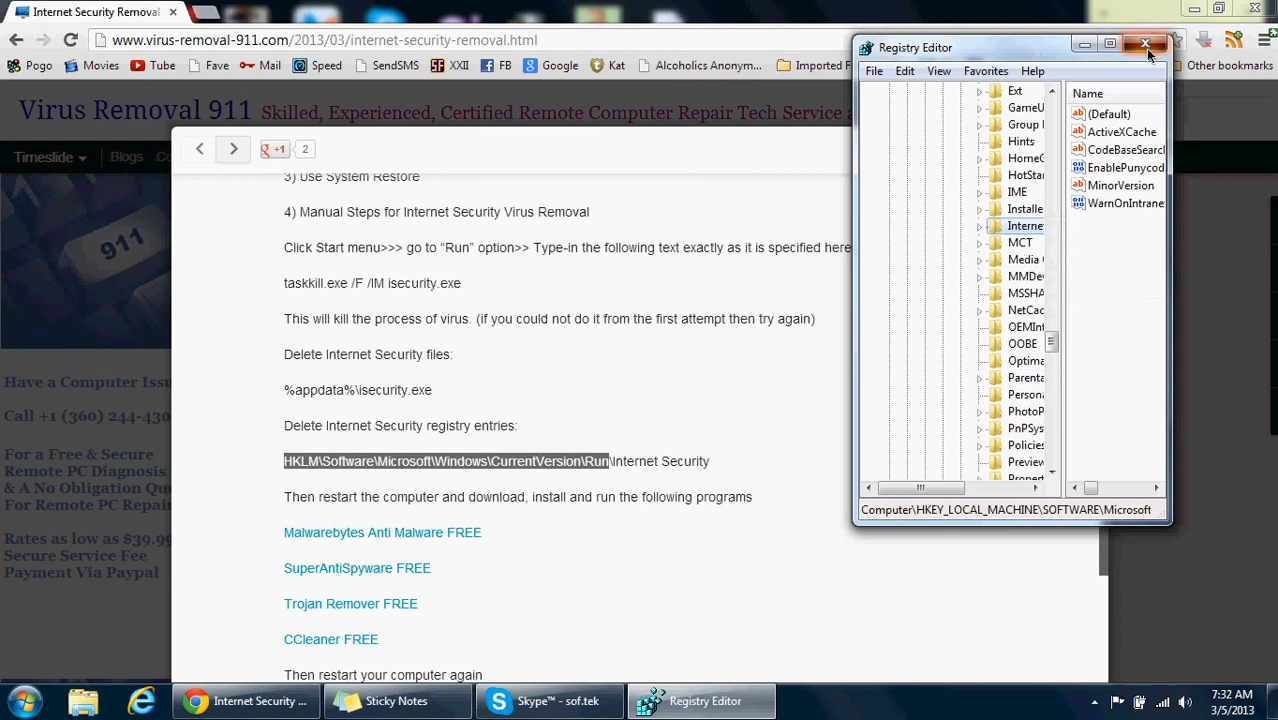 Internet Security Removal
www.virus-removal-911.com/2013/03/internet-security-removal.html
Pogo Movies Tube Fave Mail Speed SendSMS XXII FB Google Kat Alcoholics Anonym... Imported F Other bookmarks
Virus Removal 911 Skilled, Experienced, Certified Remote Computer Repair Tech Service a
Timeslide Blogs Co
+1 2
911
3) Use System Restore
4) Manual Steps for Internet Security Virus Removal
Click Start menu>>> go to “Run” option>> Type-in the following text exactly as it is specified here
taskkill.exe /F /IM isecurity.exe
This will kill the process of virus. (if you could not do it from the first attempt then try again)
Delete Internet Security files:
%appdata%\isecurity.exe
Delete Internet Security registry entries:
HKLM\Software\Microsoft\Windows\CurrentVersion\Run\Internet Security
Then restart the computer and download, install and run the following programs
Malwarebytes Anti Malware FREE
SuperAntiSpyware FREE
Trojan Remover FREE
CCleaner FREE
Then restart your computer again
Have a Computer Issu
Call +1 (360) 244-430
For a Free & Secure
Remote PC Diagnosis
& A No Obligation Quo
For Remote PC Repair
Rates as low as $39.99
Secure Service Fee
Payment Via Paypal
Registry Editor
File Edit View Favorites Help
Ext
GameU
Group
Hints
HomeG
HotStar
IME
Installe
Interne
MCT
Media
MMDev
MSSHA
NetCac
OEMInf
OOBE
Optima
Parenta
Persona
PhotoP
PnPSys
Policies
Preview
Propert
Name
(Default)
ActiveXCache
CodeBaseSearch
EnablePunycod
MinorVersion
WarnOnIntrane
Computer\HKEY_LOCAL_MACHINE\SOFTWARE\Microsoft
Internet Security ... Sticky Notes Skype™ - sof.tek Registry Editor
7:32 AM
3/5/2013